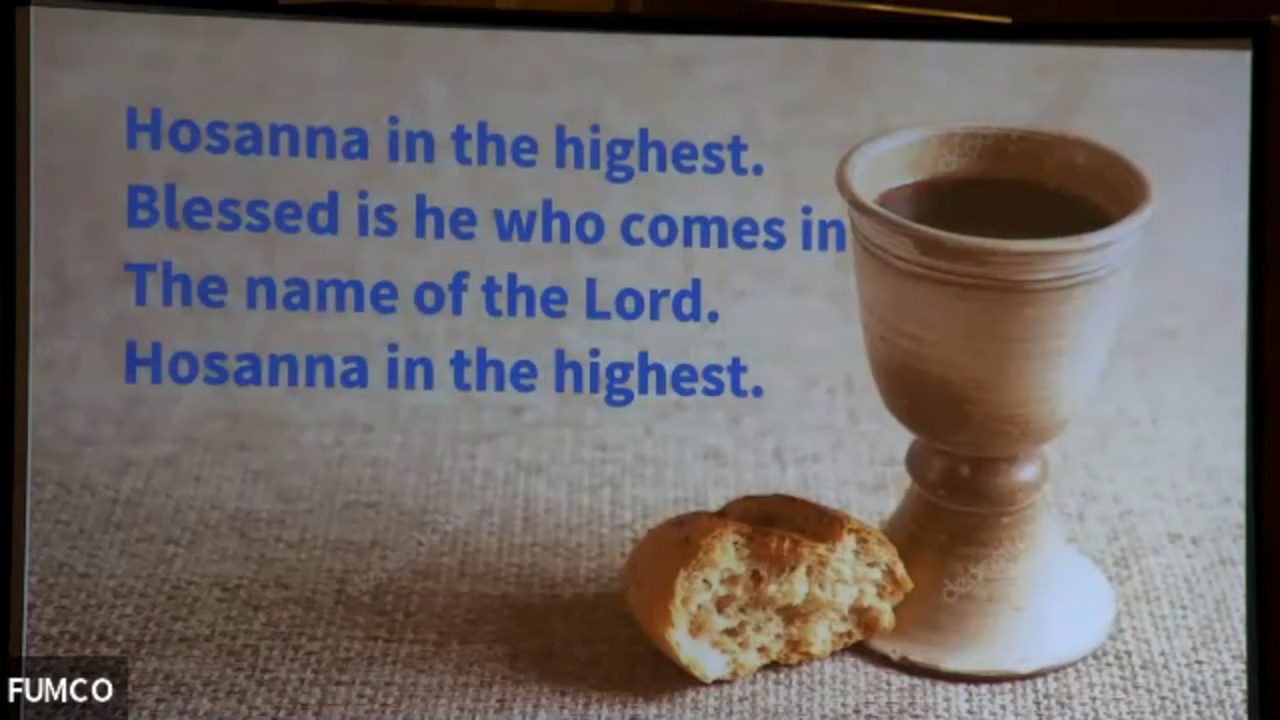 Hosanna in the highest.
Blessed is he who comes in
The name of the Lord.
Hosanna in the highest.
FUMCO